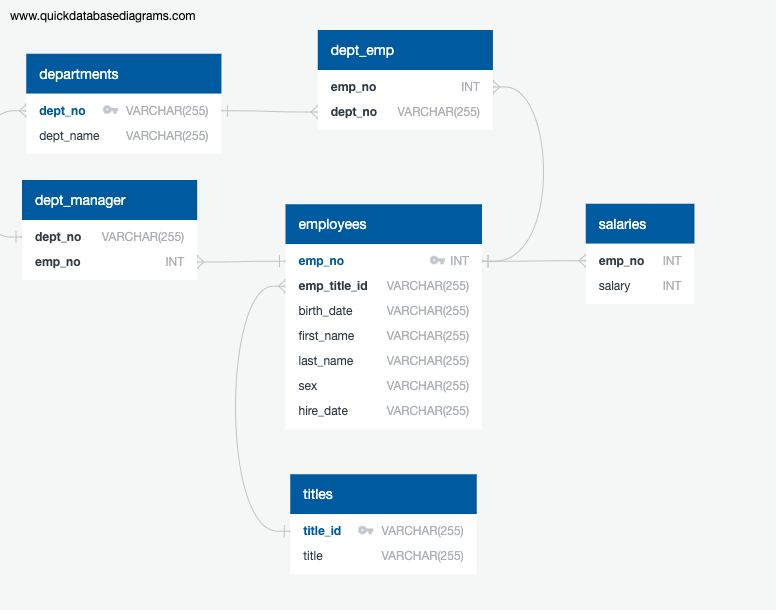 www.quickdatabasediagrams.com
departments
dept_no VARCHAR(255)
dept_name VARCHAR(255)
dept_emp
emp_no INT
dept_no VARCHAR(255)
dept_manager
dept_no VARCHAR(255)
emp_no INT
employees
emp_no INT
emp_title_id VARCHAR(255)
birth_date VARCHAR(255)
first_name VARCHAR(255)
last_name VARCHAR(255)
sex VARCHAR(255)
hire_date VARCHAR(255)
salaries
emp_no INT
salary INT
titles
title_id VARCHAR(255)
title VARCHAR(255)